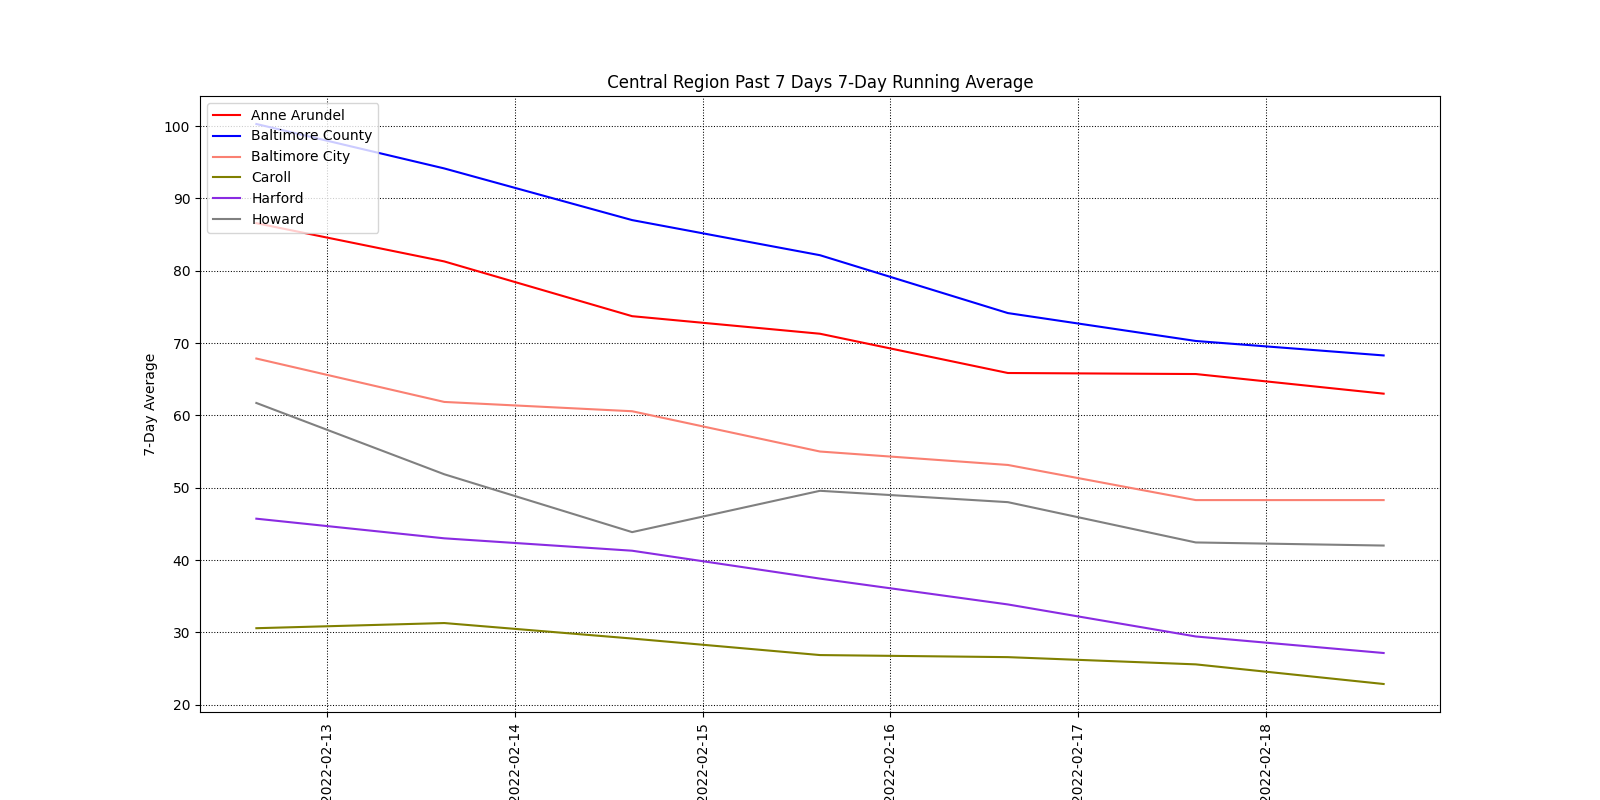 Central Region Past 7 Days 7-Day Running Average
Anne Arundel
Baltimore County
Baltimore City
Caroll
Harford
Howard
100
90
80
70
60
50
40
30
20
7-Day Average
2022-02-13
2022-02-14
2022-02-15
2022-02-16
2022-02-17
2022-02-18